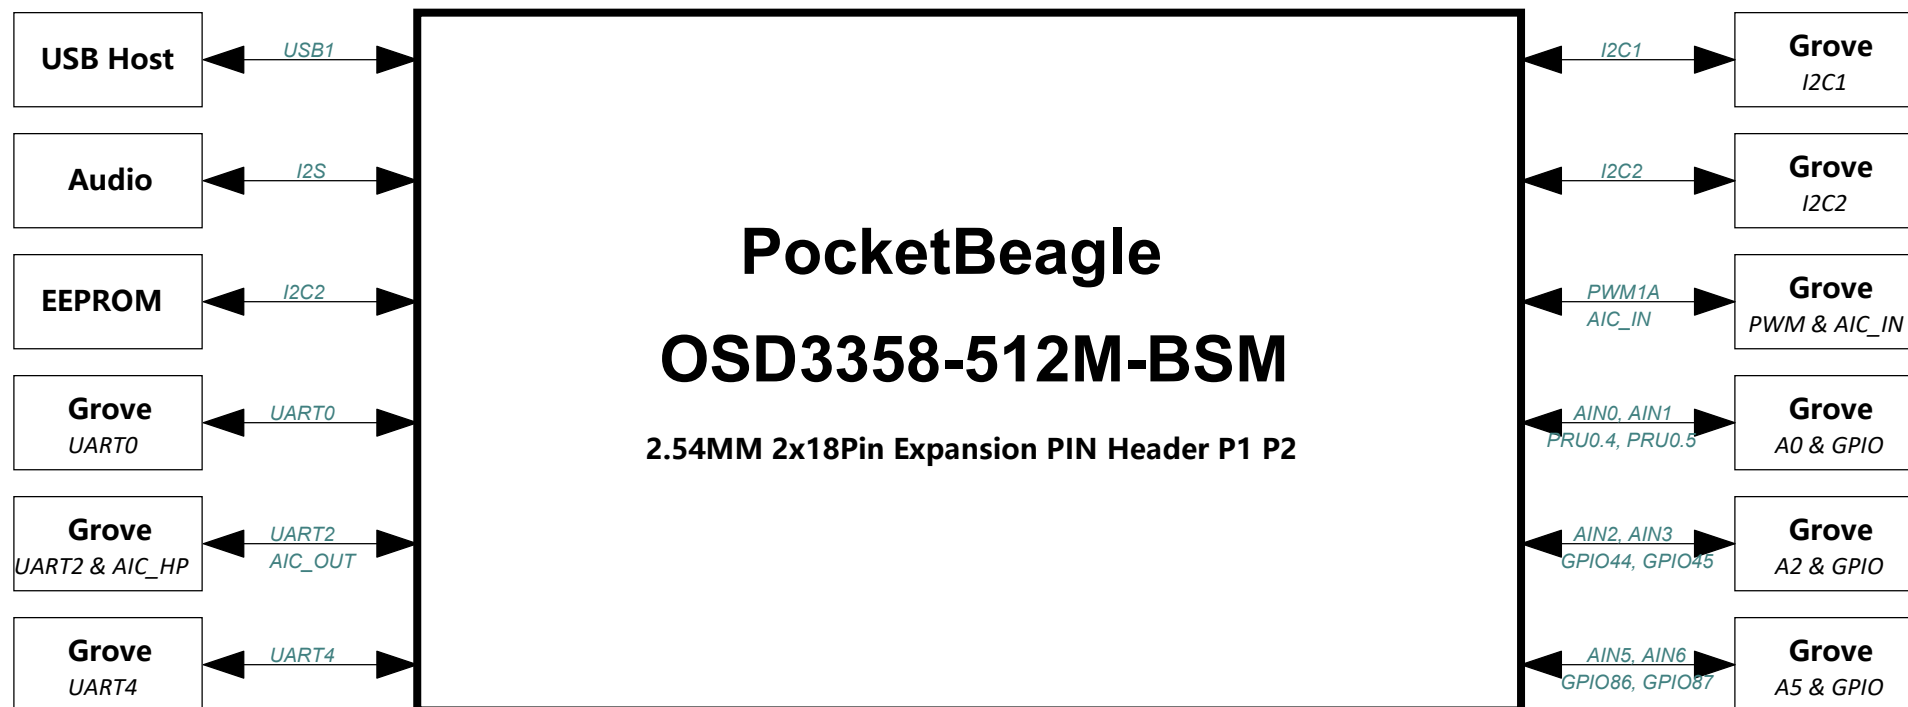 USB Host
USB1
Audio
I2S
EEPROM
I2C2
Grove
UART0
UART0
Grove
UART2 & AIC_HP
UART2
AIC_OUT
Grove
UART4
UART4
PocketBeagle
OSD3358-512M-BSM
2.54MM 2x18Pin Expansion PIN Header P1 P2
I2C1
Grove
I2C1
I2C2
Grove
I2C2
PWM1A
AIC_IN
Grove
PWM & AIC_IN
AIN0, AIN1
PRU0.4, PRU0.5
Grove
A0 & GPIO
AIN2, AIN3
GPIO44, GPIO45
Grove
A2 & GPIO
AIN5, AIN6
GPIO86, GPIO87
Grove
A5 & GPIO